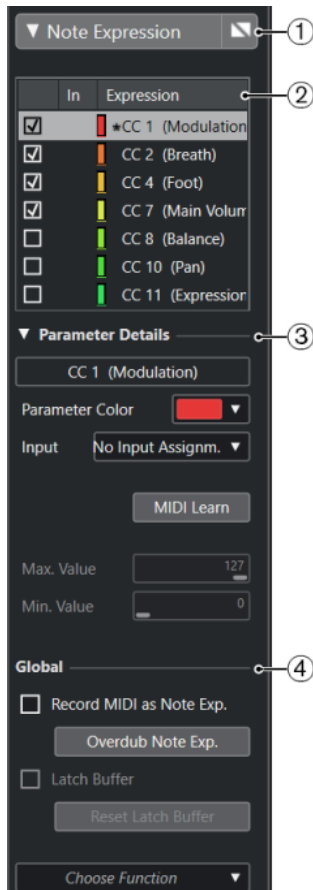 Note Expression
1
In Expression
2
★CC 1 (Modulation
CC 2 (Breath)
CC 4 (Foot)
CC 7 (Main Volum
CC 8 (Balance)
CC 10 (Pan)
CC 11 (Expression
Parameter Details
3
CC 1 (Modulation)
Parameter Color
Input No Input Assignm.
MIDI Learn
Max. Value 127
Min. Value 0
Global
4
Record MIDI as Note Exp.
Overdub Note Exp.
Latch Buffer
Reset Latch Buffer
Choose Function